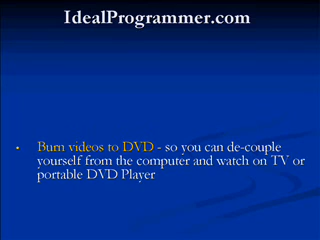 IdealProgrammer.com
• Burn videos to DVD - so you can de-couple
yourself from the computer and watch on TV or
portable DVD Player